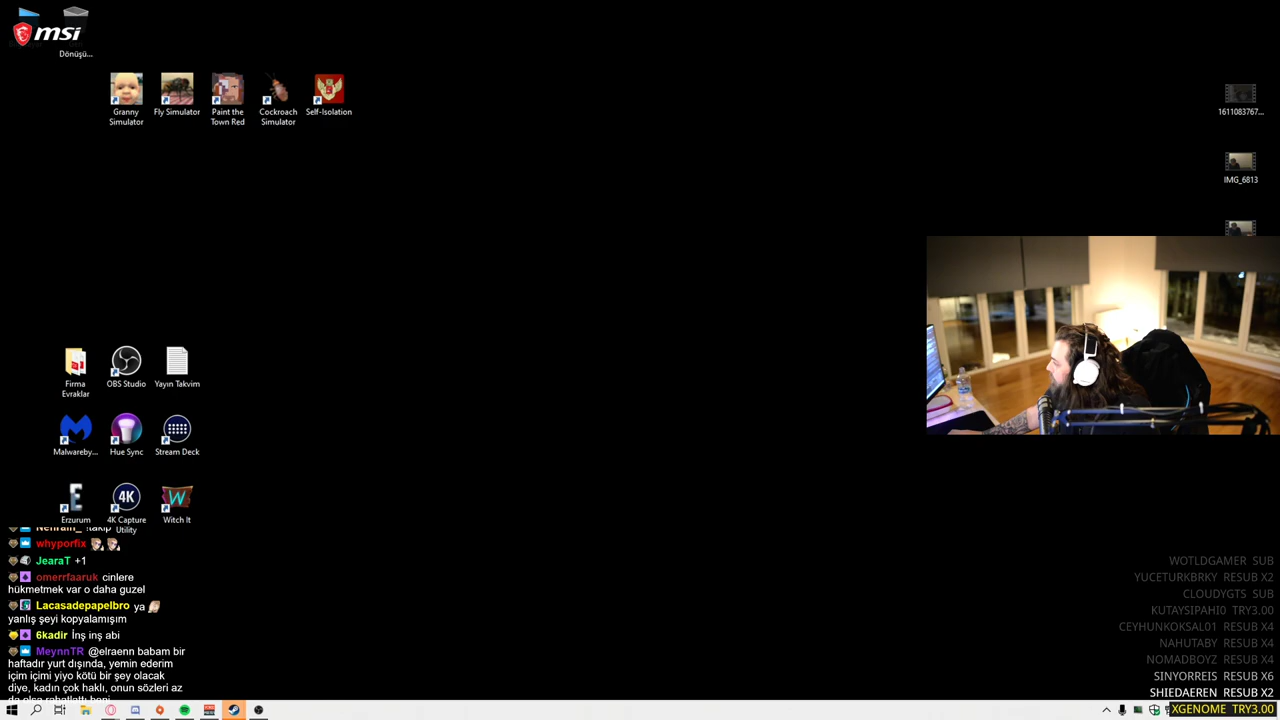 msi
Dönüşü...
Granny
Simulator
Fly Simulator
Paint the
Town Red
Cockroach
Simulator
Self-Isolation
1611083767...
IMG_6813
Firma
Evraklar
OBS Studio
Yayın Takvim
Malwareby...
Hue Sync
Stream Deck
Erzurum
4K
4K Capture
Utility
Witch It
Nehrain_ !takip
whyporfix
JearaT +1
omerrfaaruk cinlere
hükmetmek var o daha guzel
Lacasadepapelbro ya
yanlış şeyi kopyalamışım
6kadir İnş inş abi
MeynnTR @elraenn babam bir
haftadır yurt dışında, yemin ederim
içim içimi yiyo kötü bir şey olacak
diye, kadın çok haklı, onun sözleri az
WOTLDGAMER SUB
YUCETURKBRKY RESUB X2
CLOUDYGTS SUB
KUTAYSIPAHI0 TRY3.00
CEYHUNKOKSAL01 RESUB X4
NAHUTABY RESUB X4
NOMADBOYZ RESUB X4
SINYORREIS RESUB X6
SHIEDAEREN RESUB X2
XGENOME TRY3.00